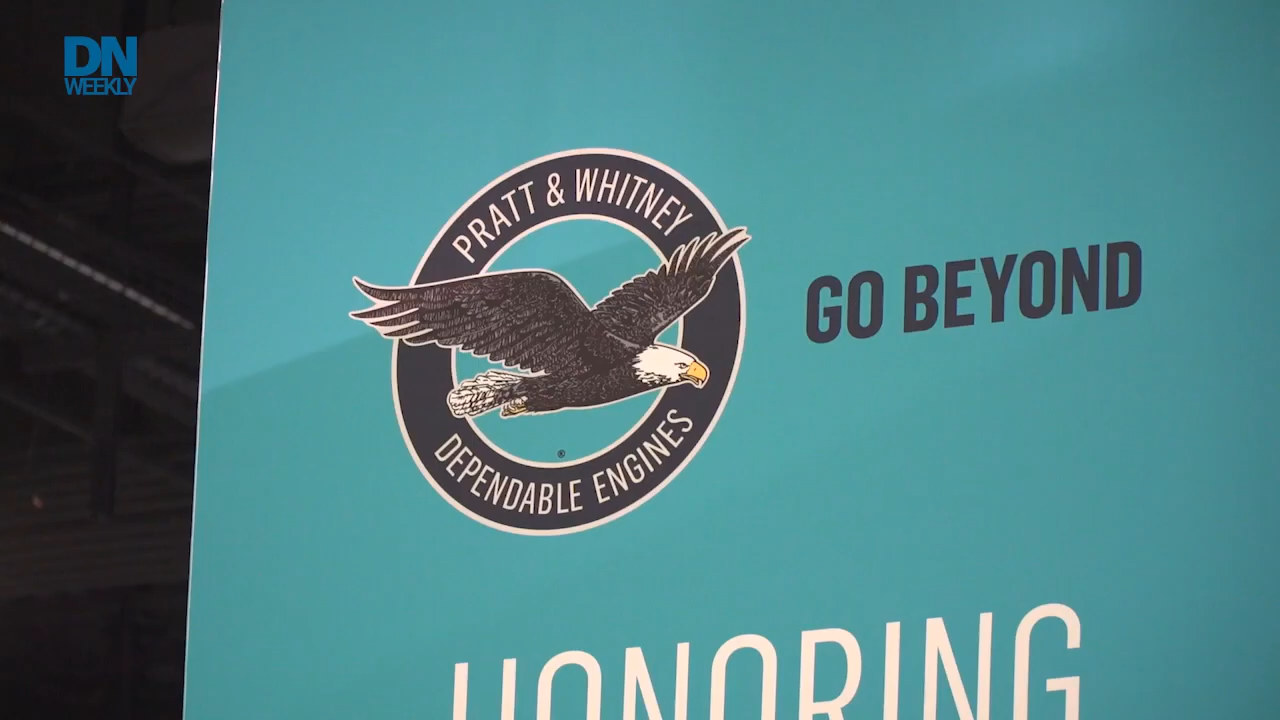 DN
WEEKLY
PRATT & WHITNEY
GO BEYOND
DEPENDABLE ENGINES
®
HONORING